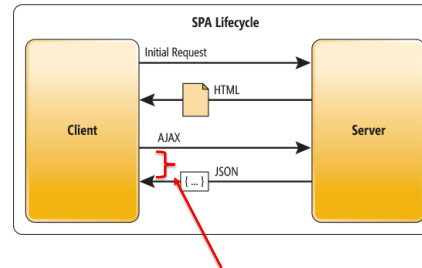 SPA Lifecycle
Initial Request
HTML
Client
Server
AJAX
JSON
{ ... }